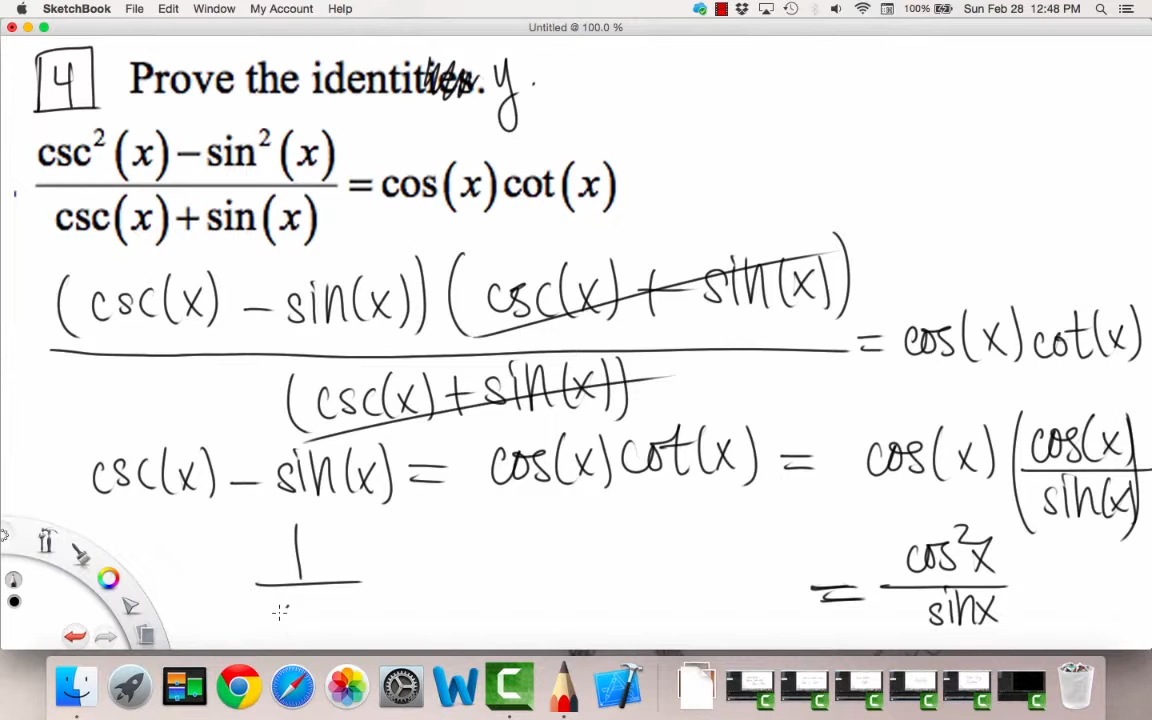 SketchBook File Edit Window My Account Help 100% Sun Feb 28 12:48 PM
Untitled @ 100.0 %
4 Prove the identity.
csc²(x) − sin²(x) / csc(x) + sin(x) = cos(x)cot(x)
(csc(x) − sin(x)) (csc(x) + sin(x)) / (csc(x) + sin(x)) = cos(x) cot(x)
csc(x) − sin(x) = cos(x) cot(x) = cos(x) (cos(x) / sin(x)
1
= cos²x / sinx